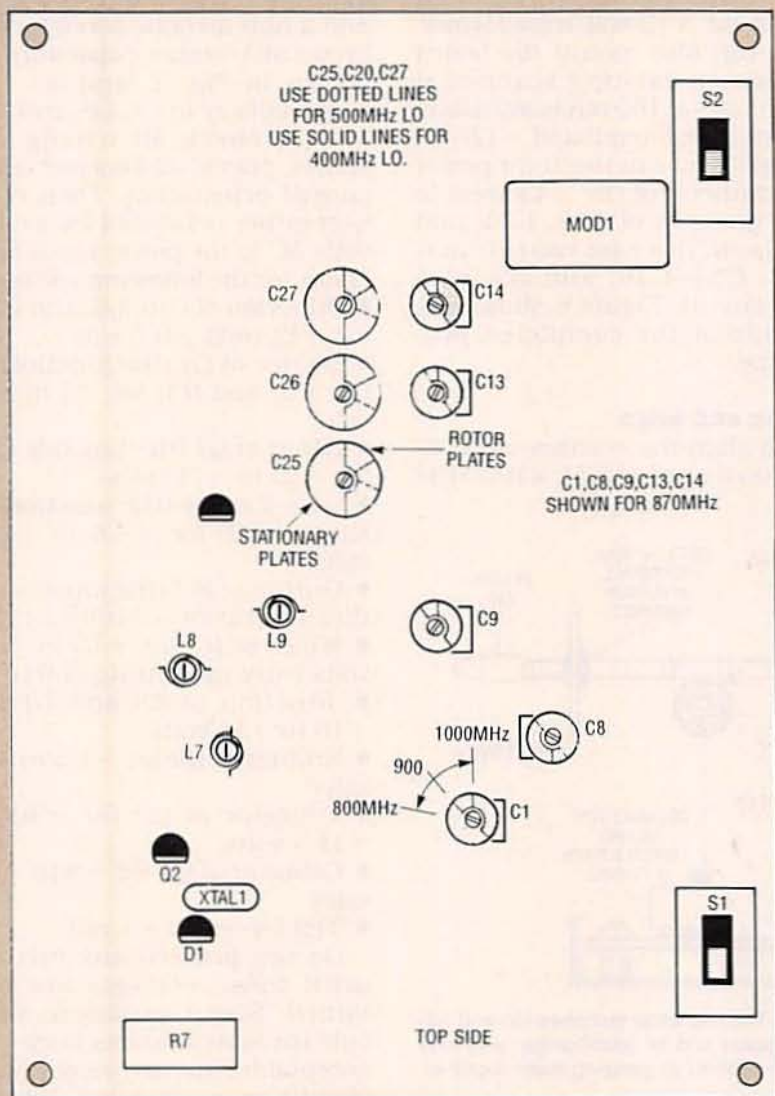 C25,C20,C27
USE DOTTED LINES
FOR 500MHz LO
USE SOLID LINES FOR
400MHz LO.
S2
MOD1
C27
C14
C26
C13
ROTOR
PLATES
C25
C1,C8,C9,C13,C14
SHOWN FOR 870MHz
STATIONARY
PLATES
L9
C9
L8
1000MHz
C8
L7
900
800MHz
C1
Q2
XTAL1
S1
D1
R7
TOP SIDE